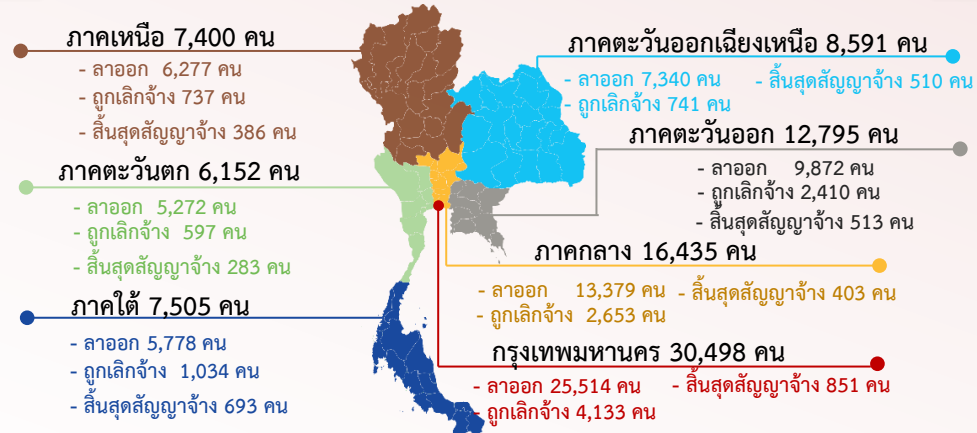 ภาคเหนือ 7,400 คน
- ลาออก 6,277 คน
- ถูกเลิกจ้าง 737 คน
- สิ้นสุดสัญญาจ้าง 386 คน
ภาคตะวันออกเฉียงเหนือ 8,591 คน
- ลาออก 7,340 คน
- สิ้นสุดสัญญาจ้าง 510 คน
- ถูกเลิกจ้าง 741 คน
ภาคตะวันตก 6,152 คน
- ลาออก 5,272 คน
- ถูกเลิกจ้าง 597 คน
- สิ้นสุดสัญญาจ้าง 283 คน
ภาคตะวันออก 12,795 คน
- ลาออก 9,872 คน
- ถูกเลิกจ้าง 2,410 คน
- สิ้นสุดสัญญาจ้าง 513 คน
ภาคกลาง 16,435 คน
- ลาออก 13,379 คน
- สิ้นสุดสัญญาจ้าง 403 คน
- ถูกเลิกจ้าง 2,653 คน
ภาคใต้ 7,505 คน
- ลาออก 5,778 คน
- ถูกเลิกจ้าง 1,034 คน
- สิ้นสุดสัญญาจ้าง 693 คน
กรุงเทพมหานคร 30,498 คน
- ลาออก 25,514 คน
- สิ้นสุดสัญญาจ้าง 851 คน
- ถูกเลิกจ้าง 4,133 คน